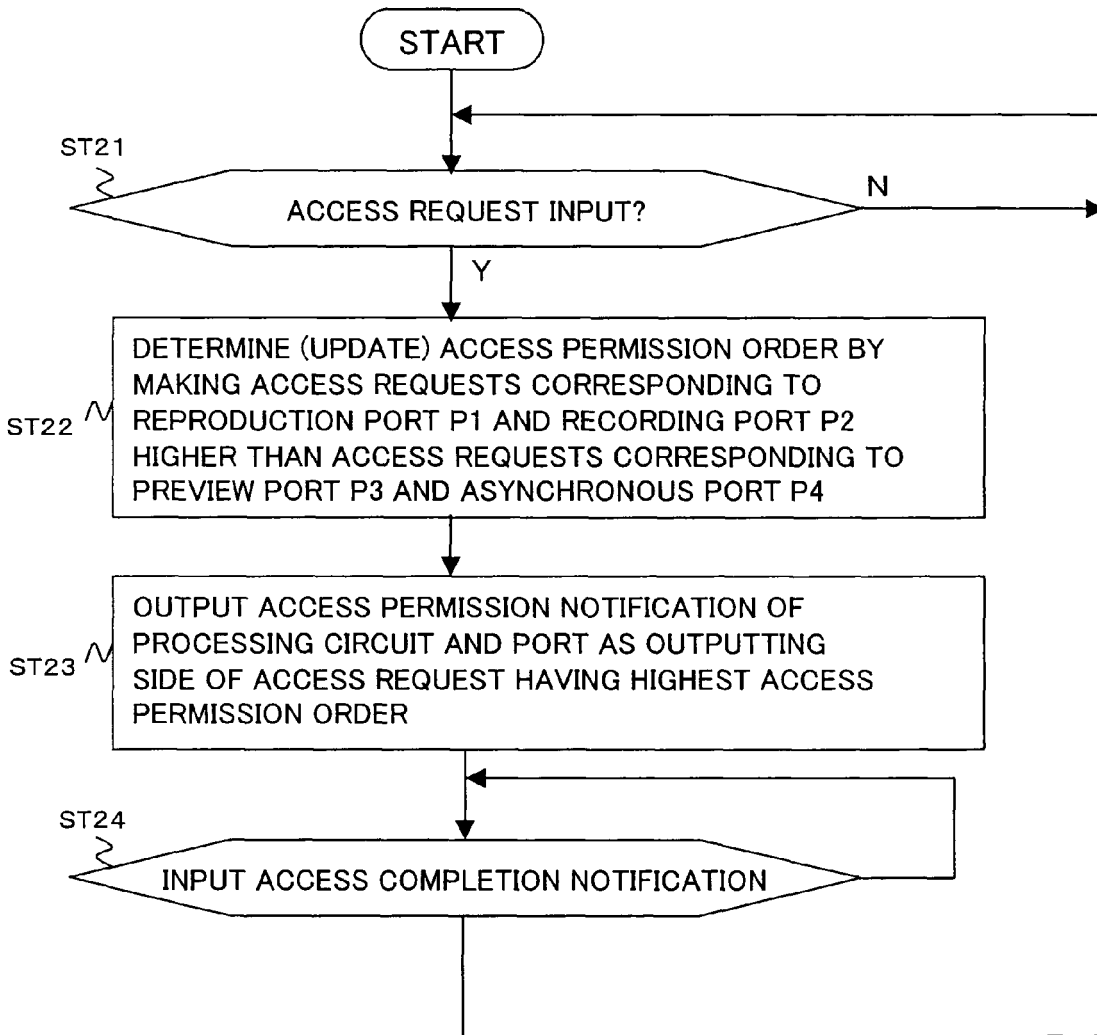 START
ST21
ACCESS REQUEST INPUT?
N
Y
ST22
DETERMINE (UPDATE) ACCESS PERMISSION ORDER BY
MAKING ACCESS REQUESTS CORRESPONDING TO
REPRODUCTION PORT P1 AND RECORDING PORT P2
HIGHER THAN ACCESS REQUESTS CORRESPONDING TO
PREVIEW PORT P3 AND ASYNCHRONOUS PORT P4
ST23
OUTPUT ACCESS PERMISSION NOTIFICATION OF
PROCESSING CIRCUIT AND PORT AS OUTPUTTING
SIDE OF ACCESS REQUEST HAVING HIGHEST ACCESS
PERMISSION ORDER
ST24
INPUT ACCESS COMPLETION NOTIFICATION